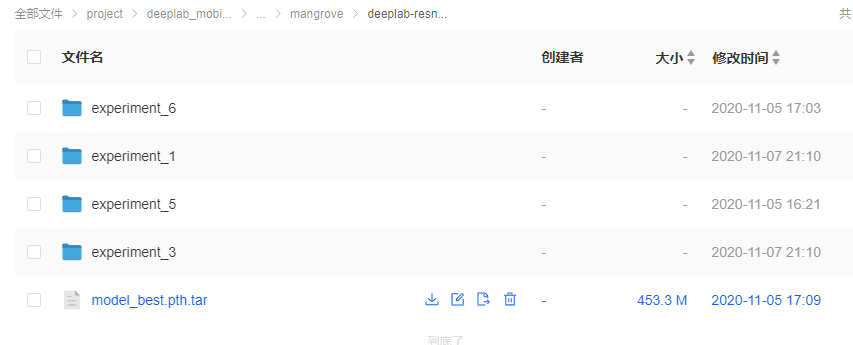 全部文件 > project > deeplab_mobi... > ... > mangrove > deeplab-resn... 共
文件名 创建者 大小 修改时间
experiment_6 - - 2020-11-05 17:03
experiment_1 - - 2020-11-07 21:10
experiment_5 - - 2020-11-05 16:21
experiment_3 - - 2020-11-07 21:10
model_best.pth.tar - 453.3 M 2020-11-05 17:09
到底了